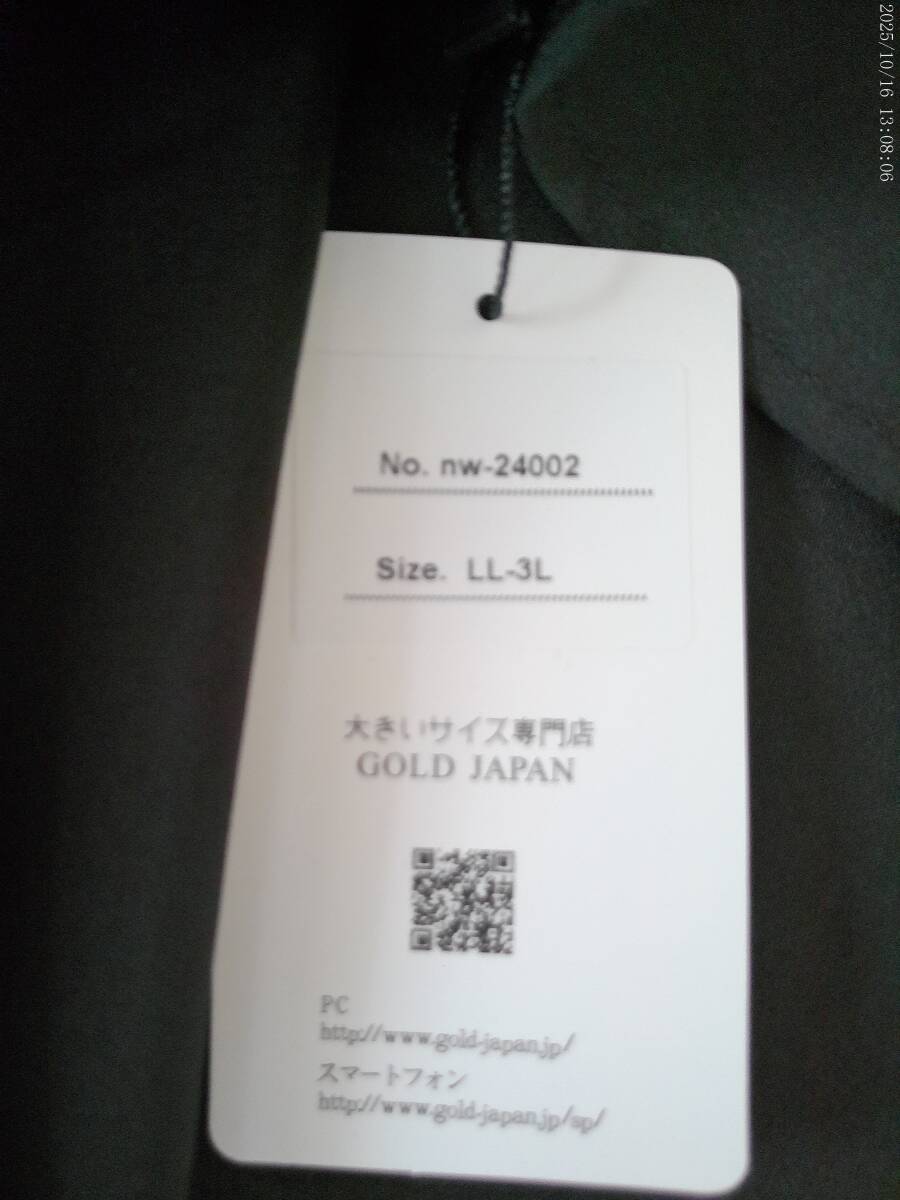 2025/10/16 13:08:06
No. nw-24002
Size. LL-3L
大きいサイズ専門店
GOLD JAPAN
PC
http://www.gold-japan.jp/
スマートフォン
http://www.gold-japan.jp/sp/